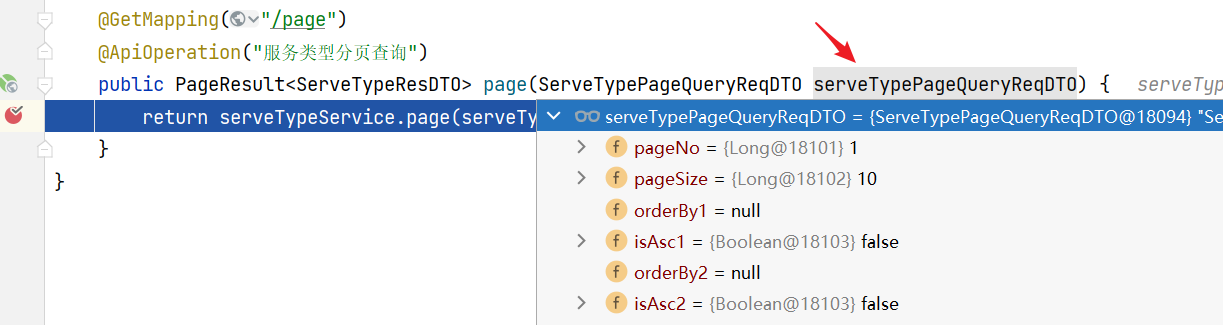 @GetMapping("/page")
@ApiOperation("服务类型分页查询")
public PageResult<ServeTypeResDTO> page(ServeTypePageQueryReqDTO serveTypePageQueryReqDTO) { serveTyp
return serveTypeService.page(serveTy
serveTypePageQueryReqDTO = {ServeTypePageQueryReqDTO@18094} "Se
}
pageNo = {Long@18101} 1
}
pageSize = {Long@18102} 10
orderBy1 = null
isAsc1 = {Boolean@18103} false
orderBy2 = null
isAsc2 = {Boolean@18103} false